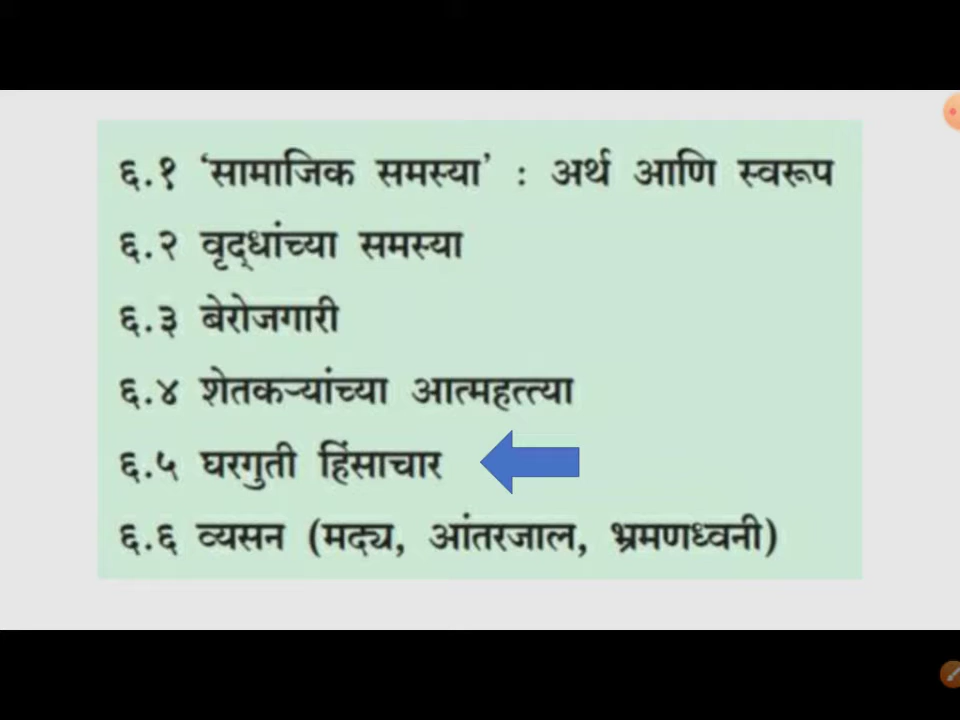 ६.१ ‘सामाजिक समस्या’ : अर्थ आणि स्वरूप
६.२ वृद्धांच्या समस्या
६.३ बेरोजगारी
६.४ शेतकऱ्यांच्या आत्महत्त्या
६.५ घरगुती हिंसाचार
६.६ व्यसन (मद्य, आंतरजाल, भ्रमणध्वनी)